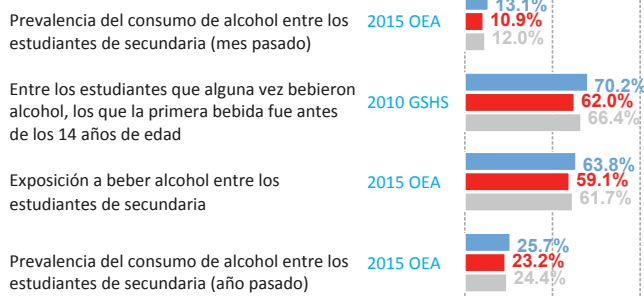 13.1%
Prevalencia del consumo de alcohol entre los
estudiantes de secundaria (mes pasado)
2015 OEA
10.9%
12.0%
Entre los estudiantes que alguna vez bebieron
alcohol, los que la primera bebida fue antes
de los 14 años de edad
2010 GSHS
70.2%
62.0%
66.4%
Exposición a beber alcohol entre los
estudiantes de secundaria
2015 OEA
63.8%
59.1%
61.7%
Prevalencia del consumo de alcohol entre los
estudiantes de secundaria (año pasado)
2015 OEA
25.7%
23.2%
24.4%